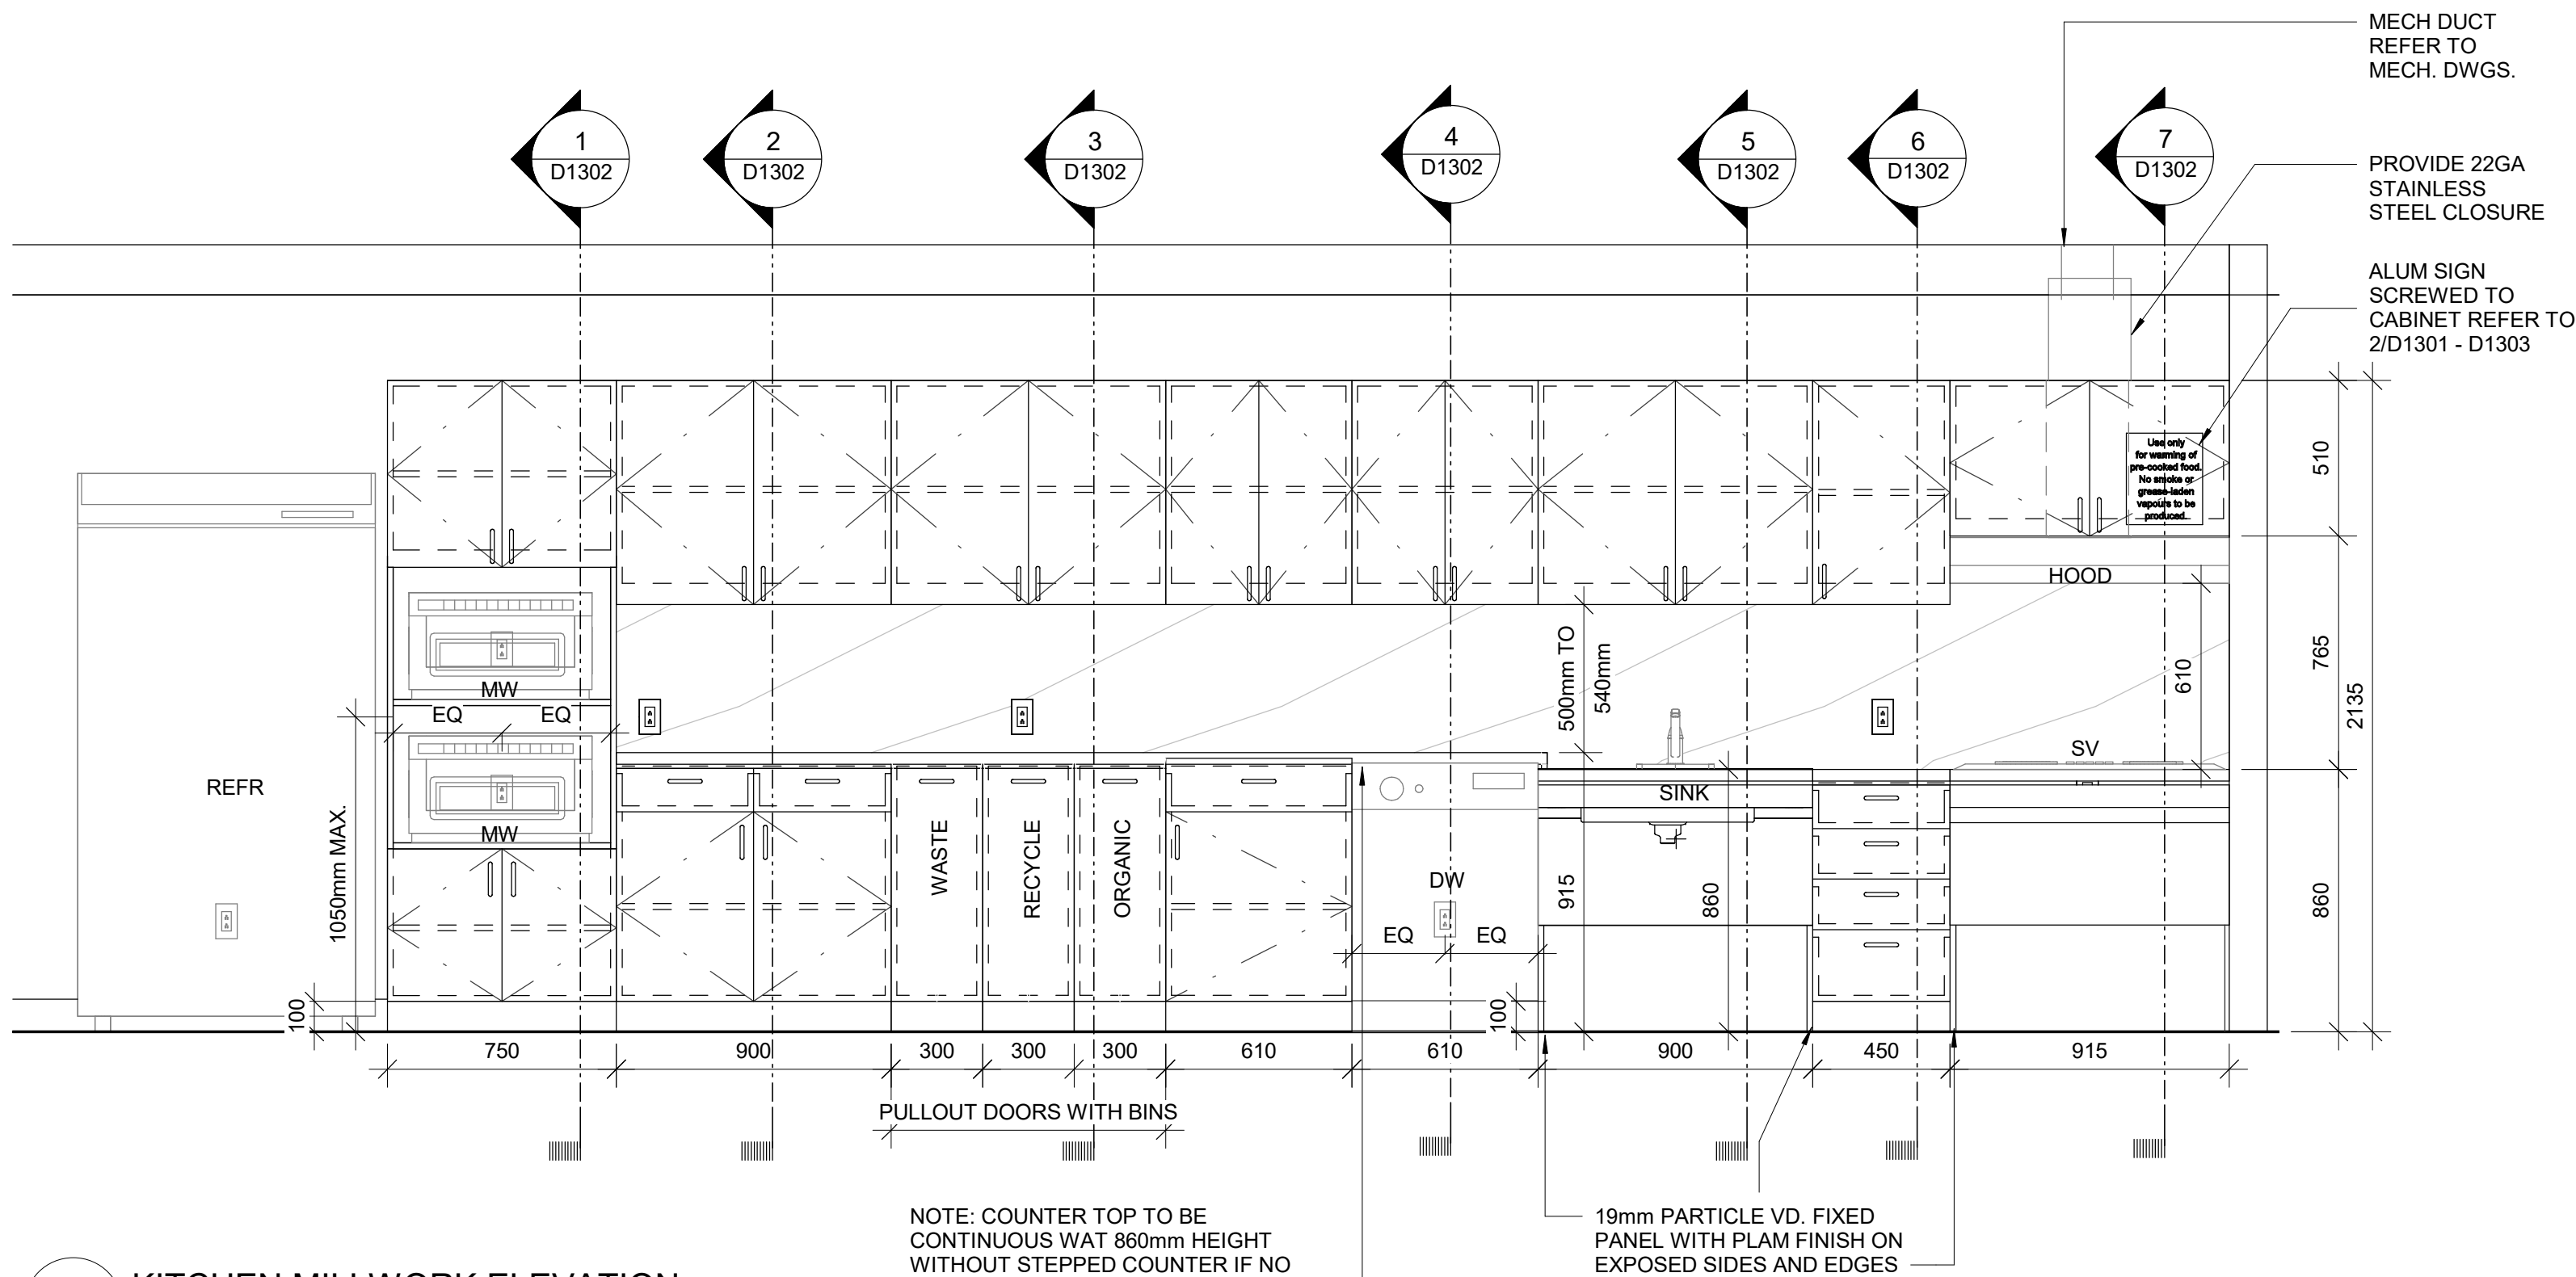 MECH DUCT
REFER TO
MECH. DWGS.
1
D1302
2
D1302
3
D1302
4
D1302
5
D1302
6
D1302
7
D1302
PROVIDE 22GA
STAINLESS
STEEL CLOSURE
ALUM SIGN
SCREWED TO
CABINET REFER TO
2/D1301 - D1303
Use only
for warming of
pre-cooked food.
No smoke or
grease-laden
vapours to be
produced.
510
HOOD
500mm TO
540mm
610
765
2135
MW
EQ
EQ
MW
REFR
1050mm MAX.
SV
SINK
WASTE
RECYCLE
ORGANIC
DW
EQ
EQ
915
860
860
100
100
750
900
300
300
300
610
610
900
450
915
PULLOUT DOORS WITH BINS
NOTE: COUNTER TOP TO BE
CONTINUOUS WAT 860mm HEIGHT
WITHOUT STEPPED COUNTER IF NO
19mm PARTICLE VD. FIXED
PANEL WITH PLAM FINISH ON
EXPOSED SIDES AND EDGES
KITCHEN MILLWORK ELEVATION